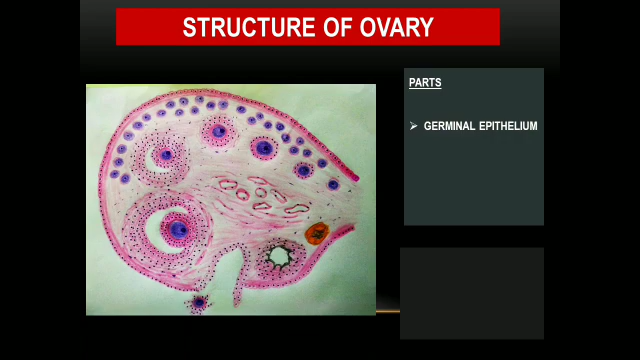 STRUCTURE OF OVARY
PARTS
➢ GERMINAL EPITHELIUM